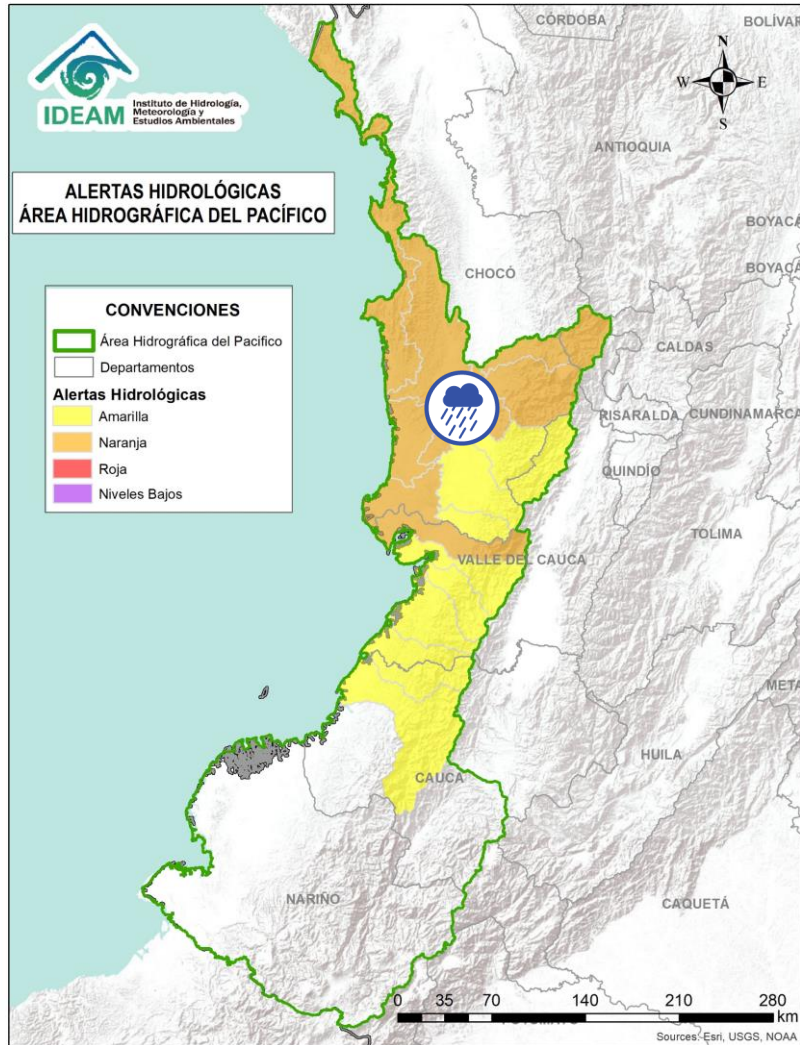 IDEAM
Instituto de Hidrología,
Meteorología y
Estudios Ambientales
ALERTAS HIDROLÓGICAS
ÁREA HIDROGRÁFICA DEL PACÍFICO
CONVENCIONES
Área Hidrográfica del Pacifico
Departamentos
Alertas Hidrológicas
Amarilla
Naranja
Roja
Niveles Bajos
N
W E
S
CÓRDOBA
BOLÍVAR
ANTIOQUIA
BOYACÁ
BOYACÁ
CHOCÓ
CALDAS
RISARALDA
CUNDINAMARCA
QUINDÍO
TOLIMA
VALLE DEL CAUCA
META
HUILA
CAUCA
NARIÑO
CAQUETÁ
0 35 70 140 210 280
km
Sources: Esri, USGS, NOAA